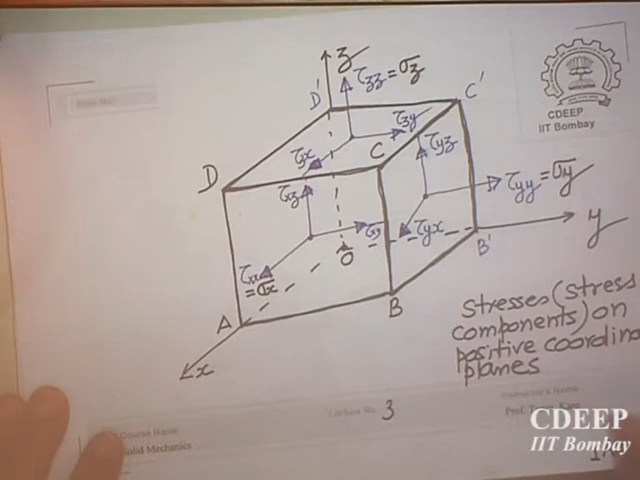 z
τzz = σz
D'
C'
CDEEP
IIT Bombay
τzy
τzx
C
τyz
D
τxz
τyy = σy
τxy
τyx
y
τxx
= σx
O
B'
A
B
x
stresses (stress
components) on
positive coordina
planes
Lecture No. 3
Instructor's Name
Course Name
Solid Mechanics
Prof.
CDEEP
IIT Bombay